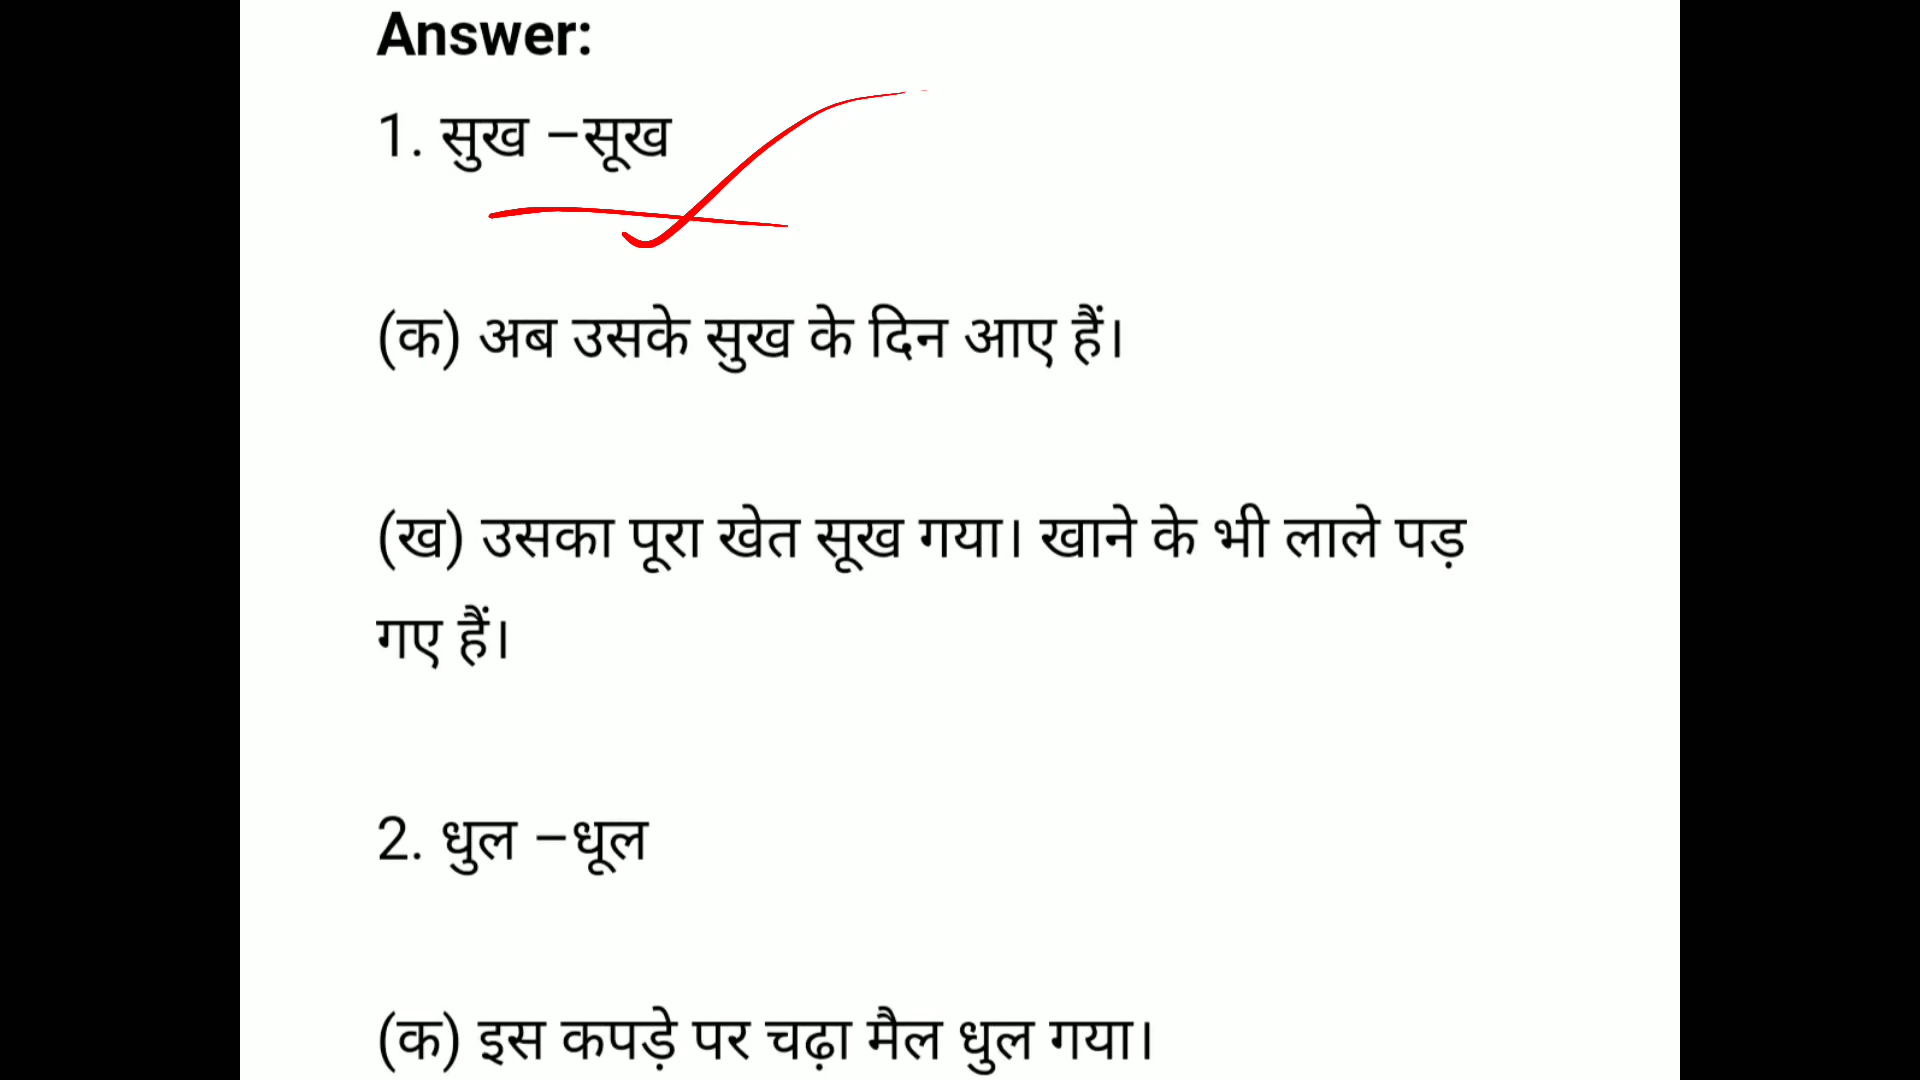 Answer:
1. सुख –सूख
(क) अब उसके सुख के दिन आए हैं।
(ख) उसका पूरा खेत सूख गया। खाने के भी लाले पड़
गए हैं।
2. धुल –धूल
(क) इस कपड़े पर चढ़ा मैल धुल गया।